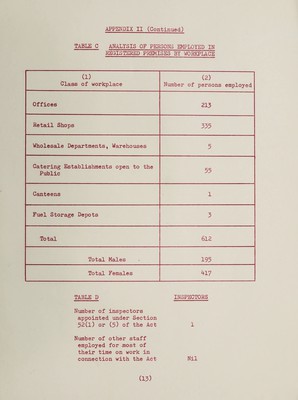 APPENDIX II (Continued)
TABLE C ANALYSIS OF PERSONS EMPLOYED IN
REGISTERED PREMISES BY WORKPLACE
(1) (2)
Class of workplace Number of persons employed
Offices 213
Retail Shops 335
Wholesale Departments, Warehouses 5
Catering Establishments open to the
Public 55
Canteens 1
Fuel Storage Depots 3
Total 612
Total Males 195
Total Females 417
TABLE D INSPECTORS
Number of inspectors
appointed under Section
52(1) or (5) of the Act 1
Number of other staff
employed for most of
their time on work in
connection with the Act Nil
(13)